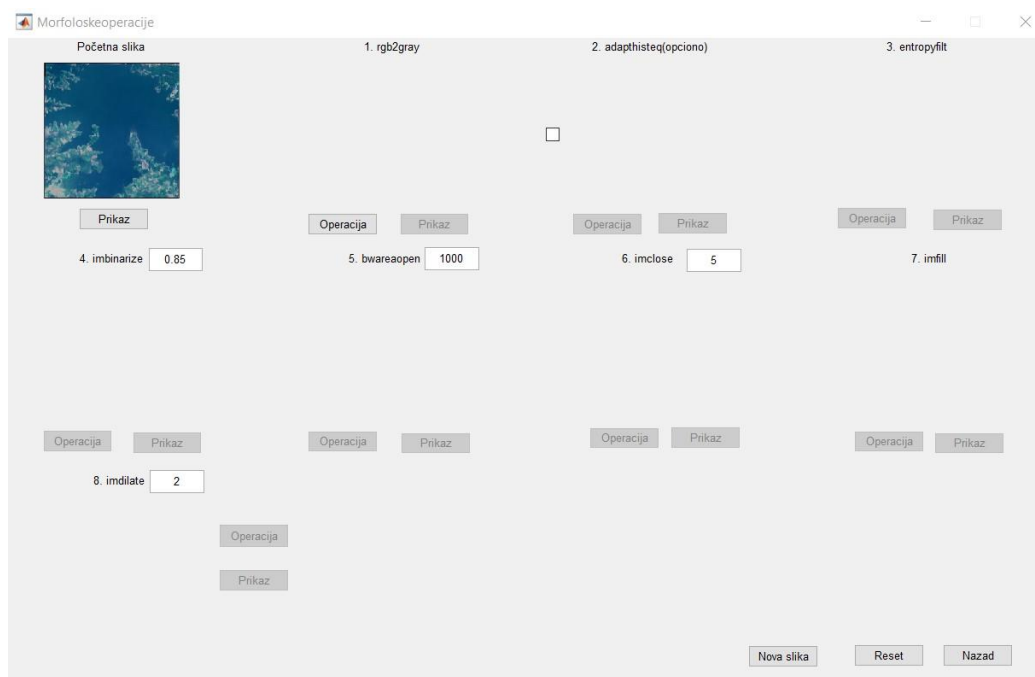 Morfoloskeoperacije
Početna slika
1. rgb2gray
2. adapthisteq(opciono)
3. entropyfilt
Prikaz
Operacija
Prikaz
Operacija
Prikaz
Operacija
Prikaz
4. imbinarize 0.85
5. bwareaopen 1000
6. imclose 5
7. imfill
Operacija
Prikaz
Operacija
Prikaz
Operacija
Prikaz
Operacija
Prikaz
8. imdilate 2
Operacija
Prikaz
Nova slika
Reset
Nazad